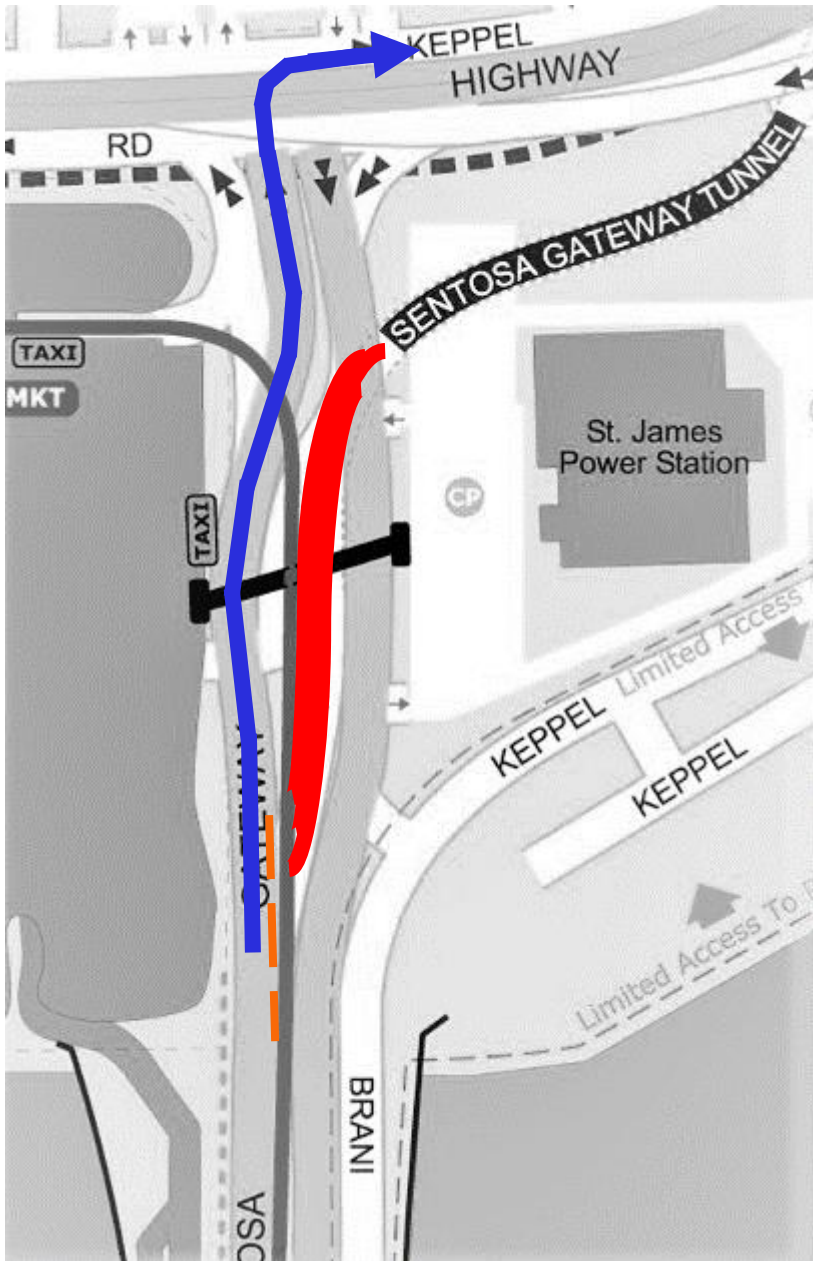 KEPPEL
HIGHWAY
RD
SENTOSA GATEWAY TUNNEL
TAXI
MKT
St. James
Power Station
TAXI
CP
Limited Access
KEPPEL
KEPPEL
GATEWAY
Limited Access To
BRANI
OSA